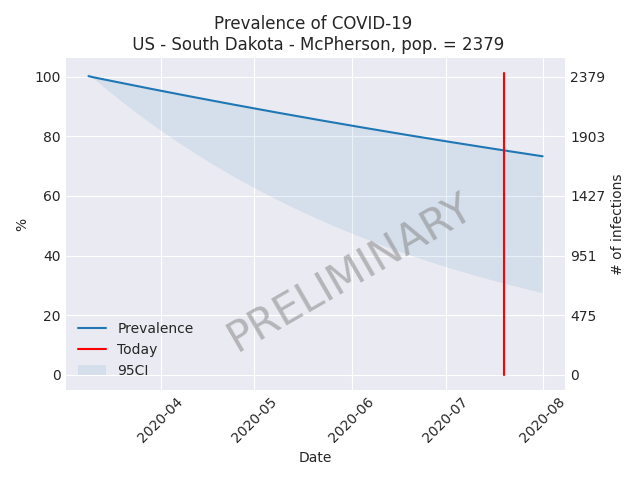 Prevalence of COVID-19
US - South Dakota - McPherson, pop. = 2379
100
80
60
40
20
0
%
2379
1903
1427
951
475
0
# of infections
PRELIMINARY
Prevalence
Today
95CI
2020-04
2020-05
2020-06
2020-07
2020-08
Date